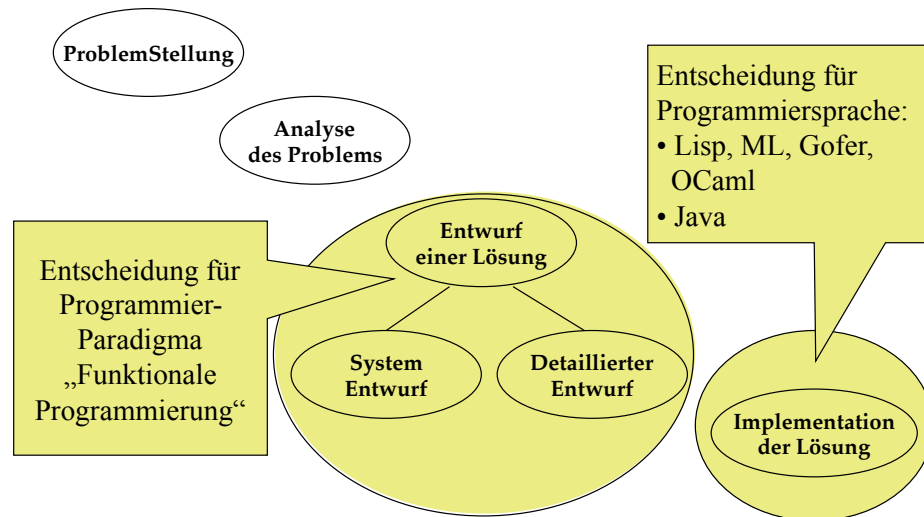 ProblemStellung
Analyse
des Problems
Entscheidung für
Programmiersprache:
• Lisp, ML, Gofer,
OCaml
• Java
Entwurf
einer Lösung
Entscheidung für
Programmier-
Paradigma
„Funktionale
Programmierung“
System
Entwurf
Detaillierter
Entwurf
Implementation
der Lösung